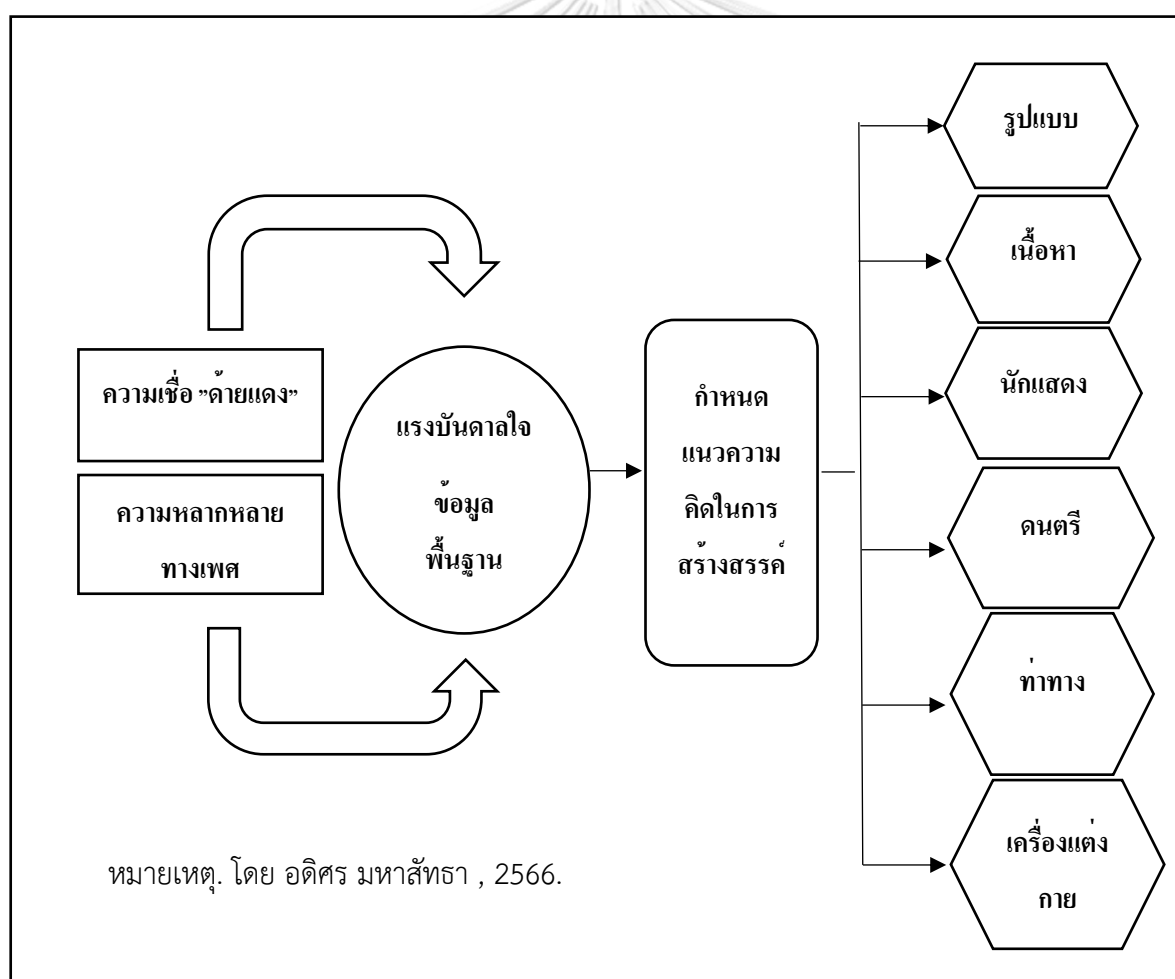 ความเชื่อ ”ด้ายแดง”
ความหลากหลาย
ทางเพศ
แรงบันดาลใจ
ข้อมูล
พื้นฐาน
กำหนด
แนวความ
คิดในการ
สร้างสรรค์
รูปแบบ
เนื้อหา
นักแสดง
ดนตรี
ท่าทาง
เครื่องแต่ง
กาย
หมายเหตุ. โดย อดิศร มหาสัทธา , 2566.